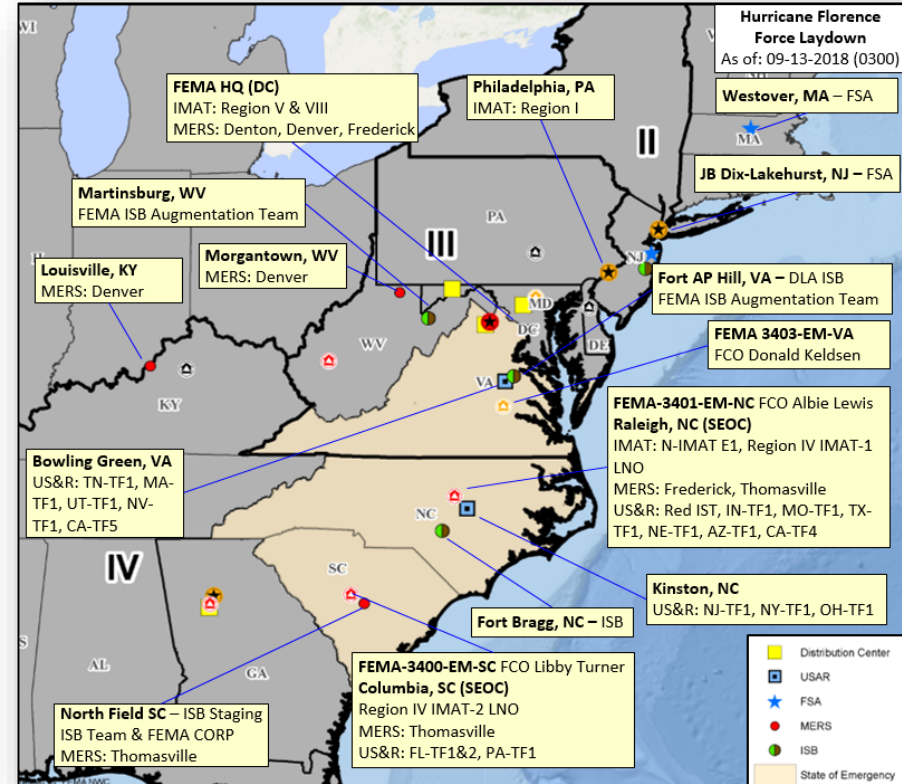 Hurricane Florence
Force Laydown
As of: 09-13-2018 (0300)
FEMA HQ (DC)
IMAT: Region V & VIII
MERS: Denton, Denver, Frederick
Philadelphia, PA
IMAT: Region I
Westover, MA – FSA
MA
II
JB Dix-Lakehurst, NJ – FSA
Martinsburg, WV
FEMA ISB Augmentation Team
PA
III
NJ
Morgantown, WV
MERS: Denver
Louisville, KY
MERS: Denver
Fort AP Hill, VA – DLA ISB
FEMA ISB Augmentation Team
MD
DC
DE
WV
FEMA 3403-EM-VA
FCO Donald Keldsen
VA
KY
FEMA-3401-EM-NC FCO Albie Lewis
Raleigh, NC (SEOC)
IMAT: N-IMAT E1, Region IV IMAT-1
LNO
MERS: Frederick, Thomasville
US&R: Red IST, IN-TF1, MO-TF1, TX-
TF1, NE-TF1, AZ-TF1, CA-TF4
Bowling Green, VA
US&R: TN-TF1, MA-
TF1, UT-TF1, NV-
TF1, CA-TF5
NC
IV
SC
Kinston, NC
US&R: NJ-TF1, NY-TF1, OH-TF1
Fort Bragg, NC – ISB
AL
GA
FEMA-3400-EM-SC FCO Libby Turner
Columbia, SC (SEOC)
Region IV IMAT-2 LNO
MERS: Thomasville
US&R: FL-TF1&2, PA-TF1
North Field SC – ISB Staging
ISB Team & FEMA CORP
MERS: Thomasville
Distribution Center
USAR
FSA
MERS
ISB
State of Emergency